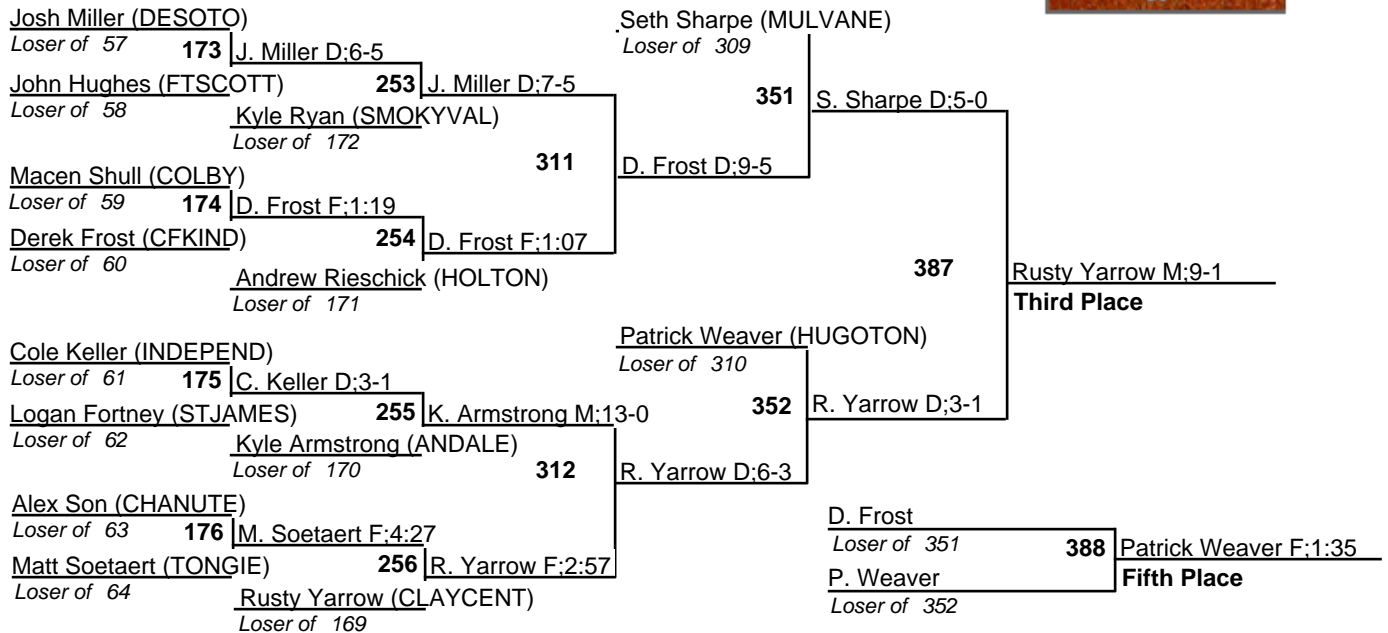 Josh Miller (DESOTO)
Loser of 57
173 J. Miller D;6-5
John Hughes (FTSCOTT)
Loser of 58
253 J. Miller D;7-5
Kyle Ryan (SMOKYVAL)
Loser of 172
311
Macen Shull (COLBY)
Loser of 59
174 D. Frost F;1:19
Derek Frost (CFKIND)
Loser of 60
254 D. Frost F;1:07
Andrew Rieschick (HOLTON)
Loser of 171
Cole Keller (INDEPEND)
Loser of 61
175 C. Keller D;3-1
Logan Fortney (STJAMES)
Loser of 62
255 K. Armstrong M;13-0
Kyle Armstrong (ANDALE)
Loser of 170
312
Alex Son (CHANUTE)
Loser of 63
176 M. Soetaert F;4:27
Matt Soetaert (TONGIE)
Loser of 64
256 R. Yarrow F;2:57
Rusty Yarrow (CLAYCENT)
Loser of 169
Seth Sharpe (MULVANE)
Loser of 309
351 S. Sharpe D;5-0
D. Frost D;9-5
387 Rusty Yarrow M;9-1
Third Place
Patrick Weaver (HUGOTON)
Loser of 310
352 R. Yarrow D;3-1
R. Yarrow D;6-3
D. Frost
Loser of 351
388 Patrick Weaver F;1:35
P. Weaver
Fifth Place
Loser of 352